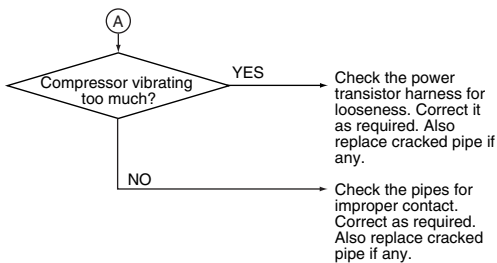 A
Compressor vibrating
too much?
YES
Check the power
transistor harness for
looseness. Correct it
as required. Also
replace cracked pipe if
any.
NO
Check the pipes for
improper contact.
Correct as required.
Also replace cracked
pipe if any.